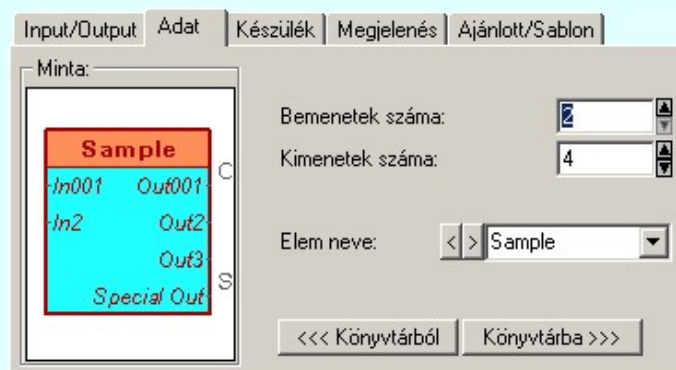 Input/Output Adat Készülék Megjelenés Ajánlott/Sablon
Minta:
Sample
In001 Out001 C
In2 Out2
Out3
Special Out S
Bemenetek száma: 2
Kimenetek száma: 4
Elem neve: < > Sample
<<< Könyvtárból Könyvtárba >>>